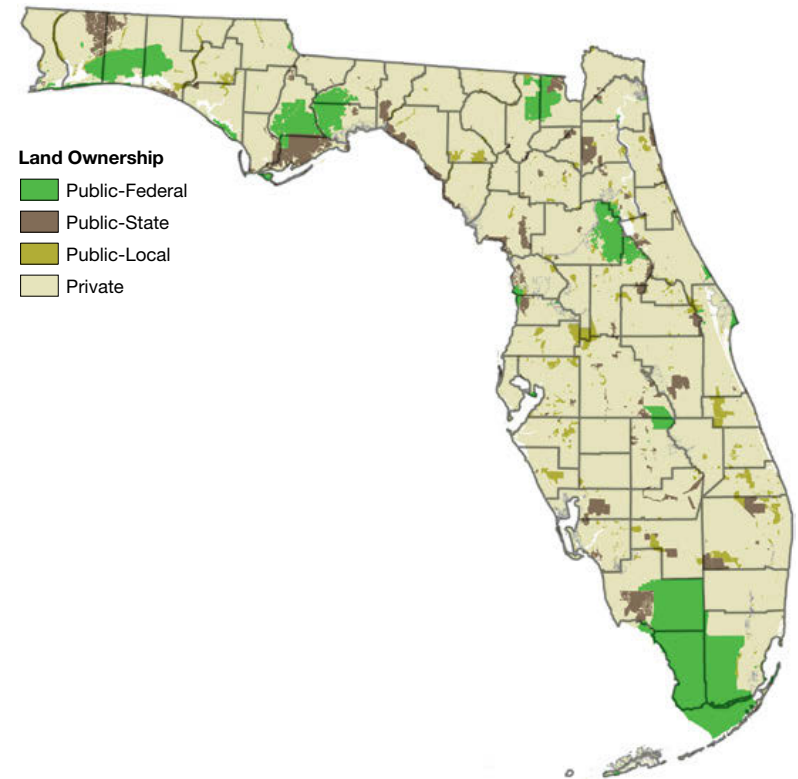 Land Ownership
Public-Federal
Public-State
Public-Local
Private